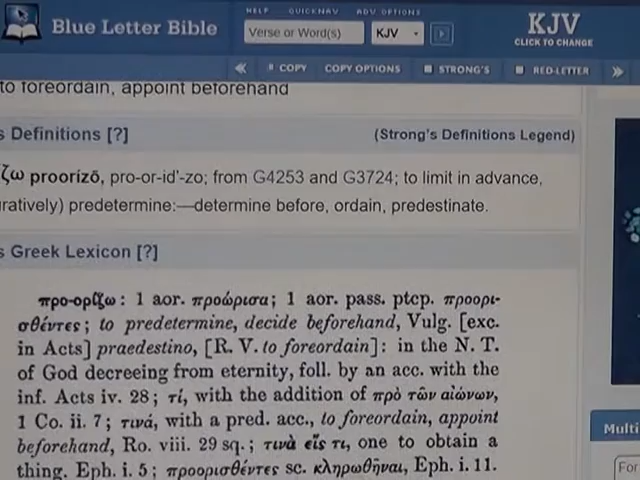 HELP QUICKNAV ADV OPTIONS
Blue Letter Bible
Verse or Word(s)
KJV
KJV
CLICK TO CHANGE
COPY COPY OPTIONS STRONG'S RED-LETTER
to foreordain, appoint beforehand
s Definitions [?] (Strong's Definitions Legend)
ζω proorízō, pro-or-id'-zo; from G4253 and G3724; to limit in advance,
uratively) predetermine:—determine before, ordain, predestinate.
s Greek Lexicon [?]
προ-ορίζω: 1 aor. προώρισα; 1 aor. pass. ptcp. προορι-
σθέντες; to predetermine, decide beforehand, Vulg. [exc.
in Acts] praedestino, [R. V. to foreordain]: in the N. T.
of God decreeing from eternity, foll. by an acc. with the
inf. Acts iv. 28; τί, with the addition of πρὸ τῶν αἰώνων,
1 Co. ii. 7; τινά, with a pred. acc., to foreordain, appoint
beforehand, Ro. viii. 29 sq.; τινὰ εἴς τι, one to obtain a
thing. Eph. i. 5; προορισθέντες sc. κληρωθῆναι, Eph. i. 11.
Multi
For